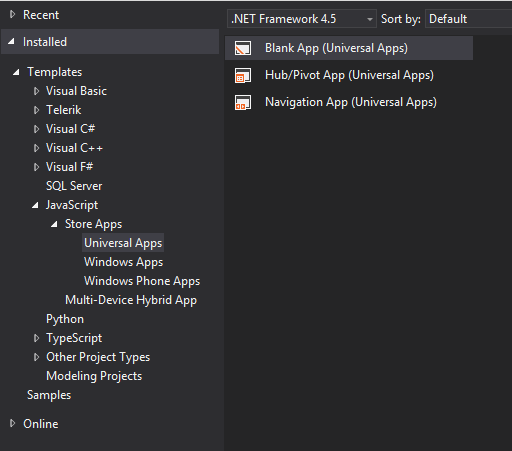 Recent
Installed
Templates
Visual Basic
Telerik
Visual C#
Visual C++
Visual F#
SQL Server
JavaScript
Store Apps
Universal Apps
Windows Apps
Windows Phone Apps
Multi-Device Hybrid App
Python
TypeScript
Other Project Types
Modeling Projects
Samples
Online
.NET Framework 4.5 Sort by: Default
Blank App (Universal Apps)
Hub/Pivot App (Universal Apps)
Navigation App (Universal Apps)